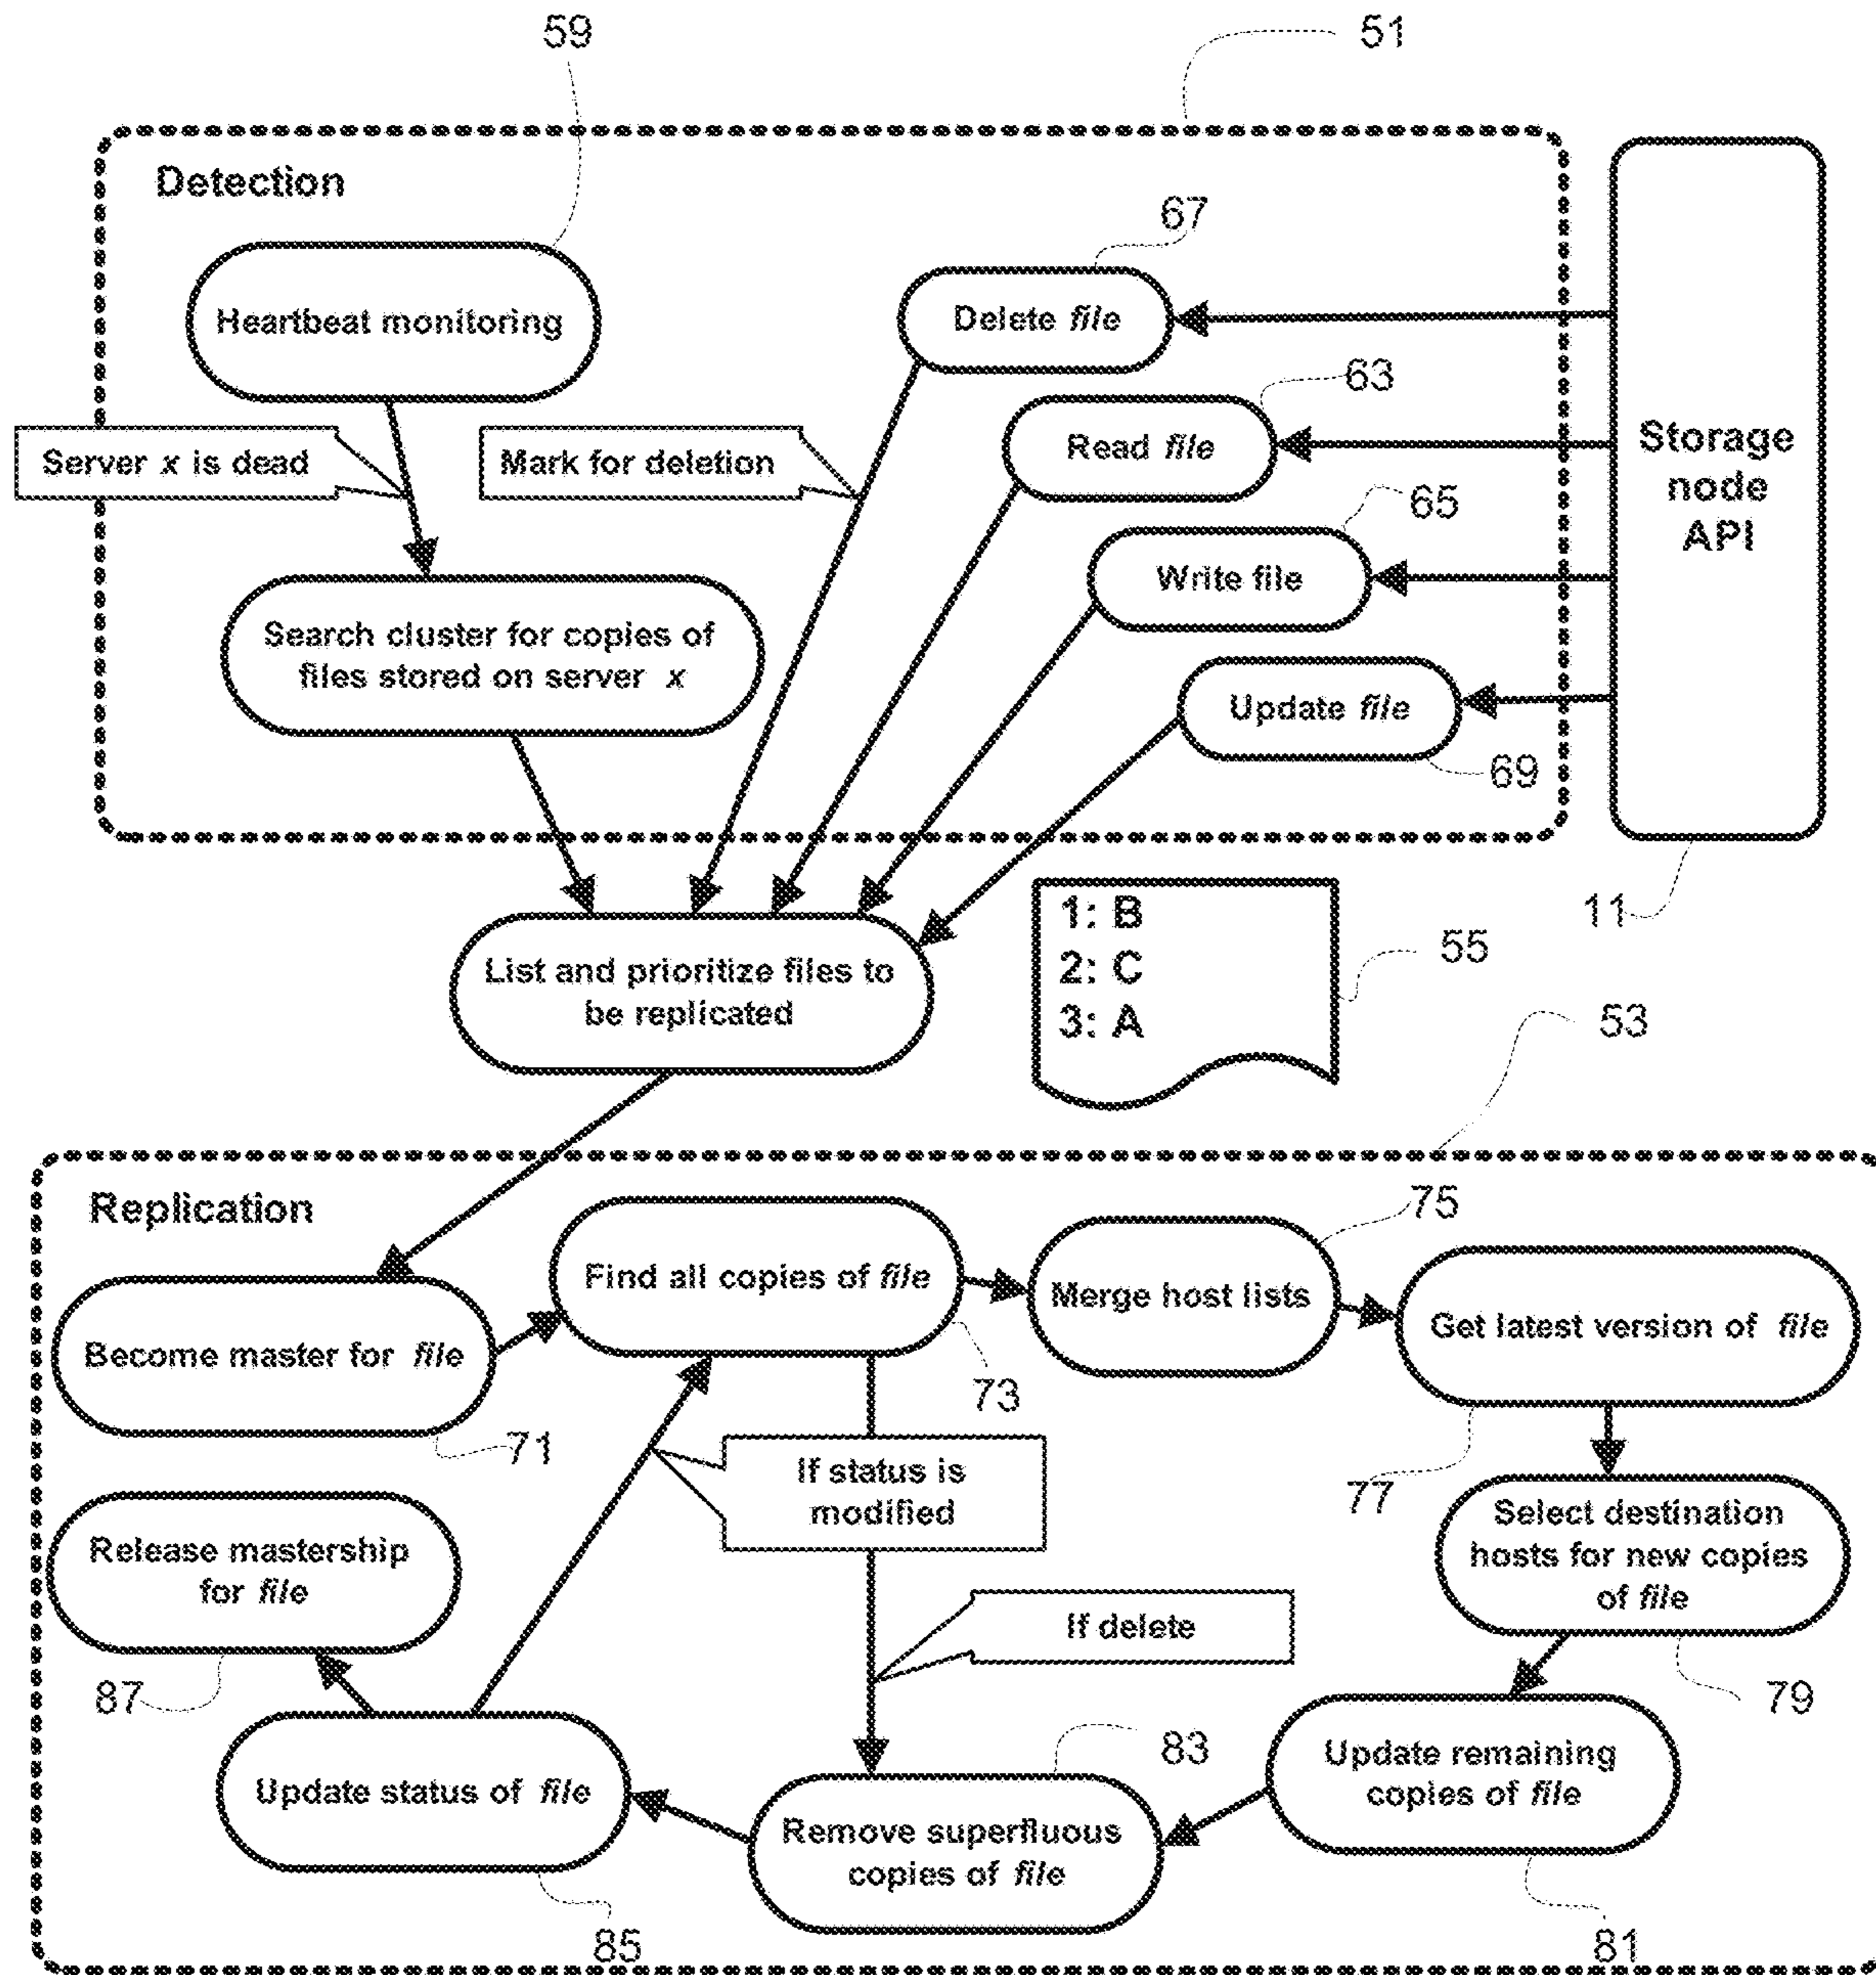 59
51
Detection
67
Heartbeat monitoring
Delete file
63
Server x is dead
Mark for deletion
Read file
Storage
node
API
65
Write file
Search cluster for copies of
files stored on server x
Update file
69
11
1: B
2: C
3: A
55
List and prioritize files to
be replicated
53
Replication
75
Find all copies of file
Merge host lists
Get latest version of file
Become master for file
73
71
77
If status is
modified
Select destination
hosts for new copies
of file
Release mastership
for file
If delete
87
79
83
Update remaining
copies of file
Update status of file
Remove superfluous
copies of file
85
81